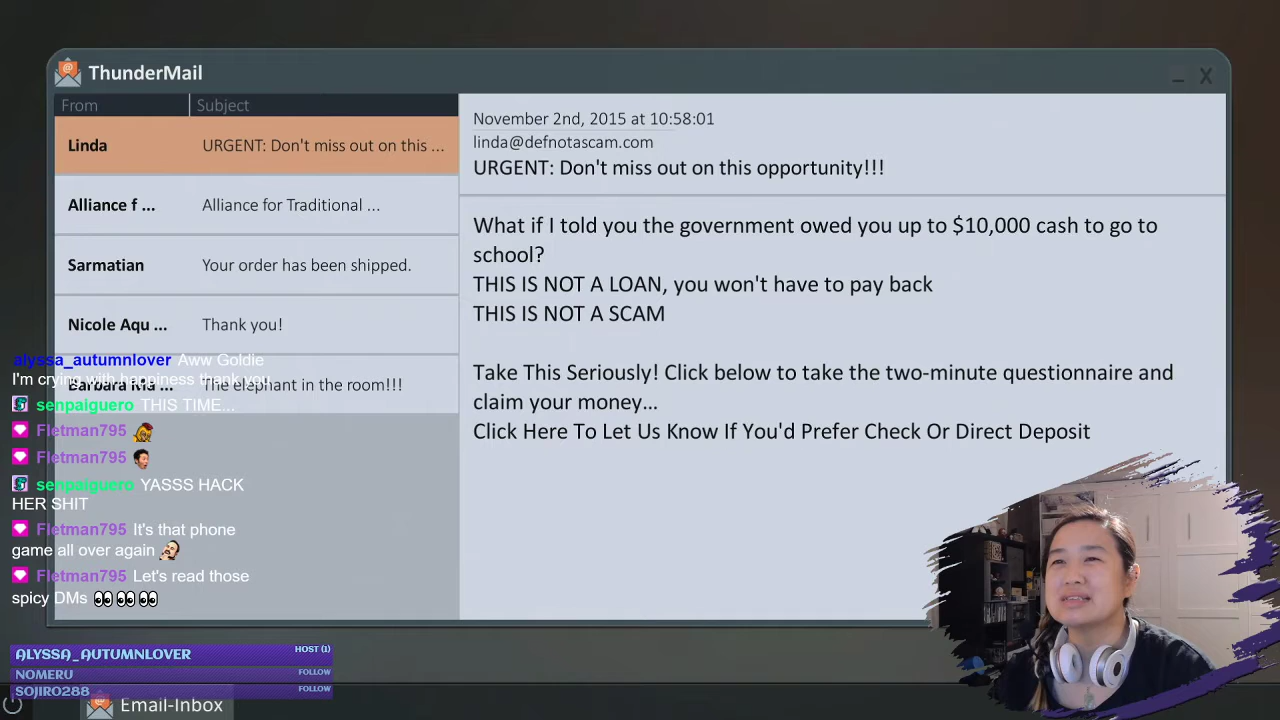 ThunderMail
From Subject
Linda URGENT: Don't miss out on this ...
Alliance f ... Alliance for Traditional ...
Sarmatian Your order has been shipped.
Nicole Aqu ... Thank you!
The elephant in the room!!!
November 2nd, 2015 at 10:58:01
linda@defnotascam.com
URGENT: Don't miss out on this opportunity!!!
What if I told you the government owed you up to $10,000 cash to go to
school?
THIS IS NOT A LOAN, you won't have to pay back
THIS IS NOT A SCAM
Take This Seriously! Click below to take the two-minute questionnaire and
claim your money...
Click Here To Let Us Know If You'd Prefer Check Or Direct Deposit
alyssa_autumnlover Aww Goldie
I'm crying with happiness thank you
senpaiguero THIS TIME...
Fletman795
Fletman795
senpaiguero YASSS HACK
HER SHIT
Fletman795 It's that phone
game all over again
Fletman795 Let's read those
spicy DMs
ALYSSA_AUTUMNLOVER HOST (1)
NOMERU FOLLOW
SOJIRO288 FOLLOW
Email-Inbox